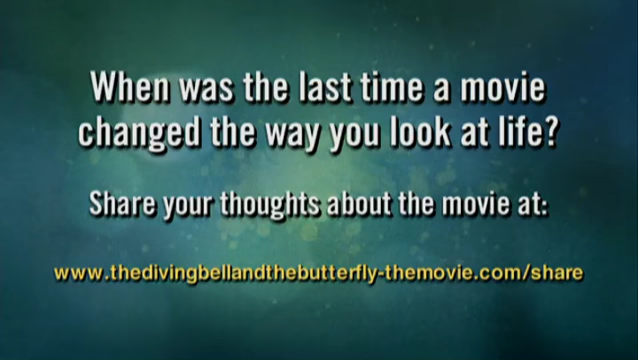 When was the last time a movie
changed the way you look at life?
Share your thoughts about the movie at:
www.thedivingbellandthebutterfly-themovie.com/share